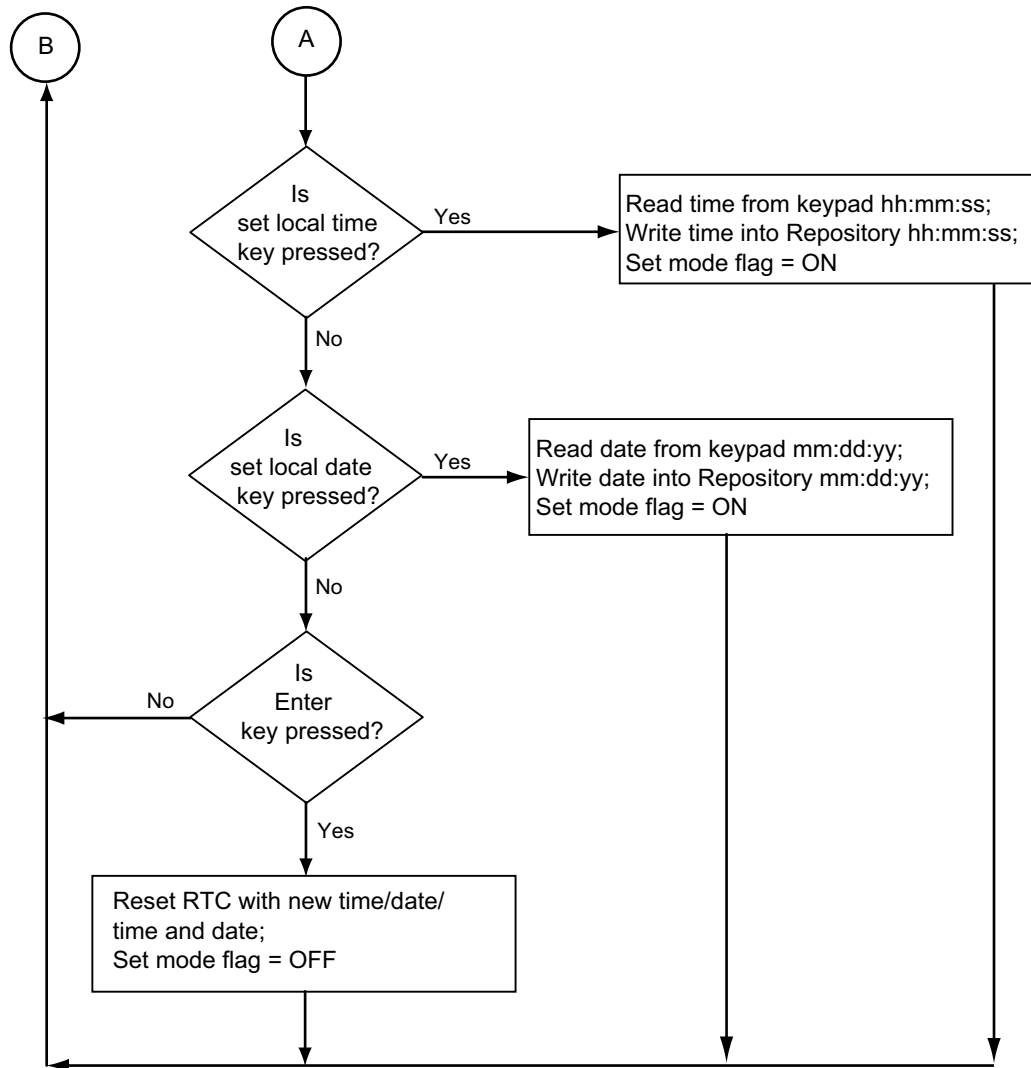 B
A
Is
set local time
key pressed?
Yes
Read time from keypad hh:mm:ss;
Write time into Repository hh:mm:ss;
Set mode flag = ON
No
Is
set local date
key pressed?
Yes
Read date from keypad mm:dd:yy;
Write date into Repository mm:dd:yy;
Set mode flag = ON
No
Is
Enter
key pressed?
No
Yes
Reset RTC with new time/date/
time and date;
Set mode flag = OFF